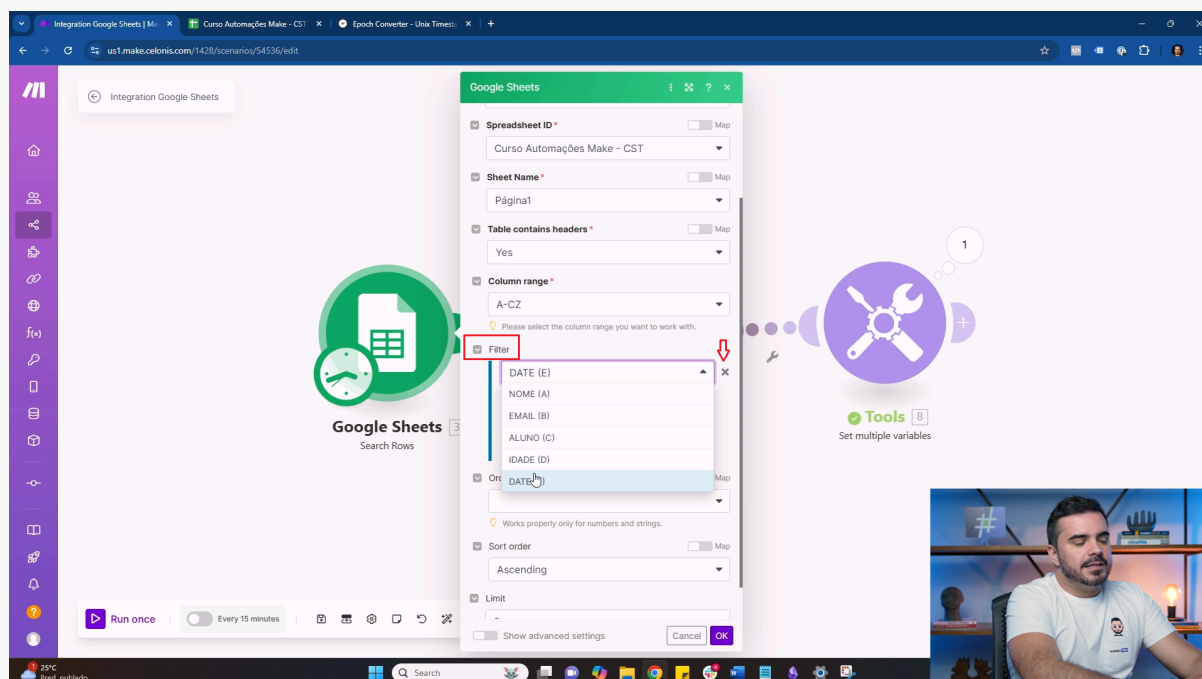 Integration Google Sheets | Ma
Curso Automações Make - CST
Epoch Converter - Unix Timesta
us1.make.celonis.com/1428/scenarios/54536/edit
Integration Google Sheets
Google Sheets
Spreadsheet ID *
Map
Curso Automações Make - CST
Sheet Name *
Map
Página1
Table contains headers *
Map
Yes
Column range *
A-CZ
Please select the column range you want to work with.
Filter
DATE (E)
NOME (A)
EMAIL (B)
ALUNO (C)
IDADE (D)
DATE
Map
Works properly only for numbers and strings.
Sort order
Map
Ascending
Limit
Show advanced settings
Cancel
OK
Google Sheets 3
Search Rows
1
Tools 8
Set multiple variables
Run once
Every 15 minutes
1
25°C
Pred. nublado
Search